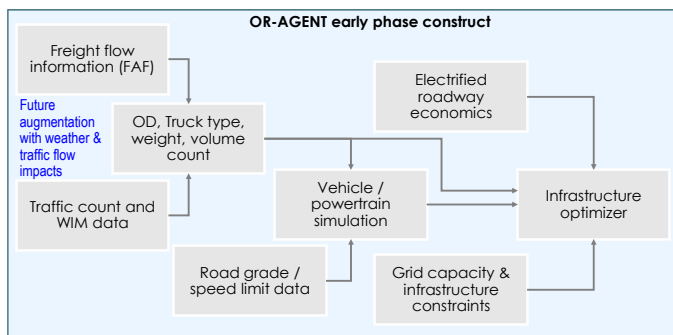 OR-AGENT early phase construct
Freight flow
information (FAF)
Future
augmentation
with weather &
traffic flow
impacts
OD, Truck type,
weight, volume
count
Traffic count and
WIM data
Electrified
roadway
economics
Vehicle /
powertrain
simulation
Infrastructure
optimizer
Road grade /
speed limit data
Grid capacity &
infrastructure
constraints